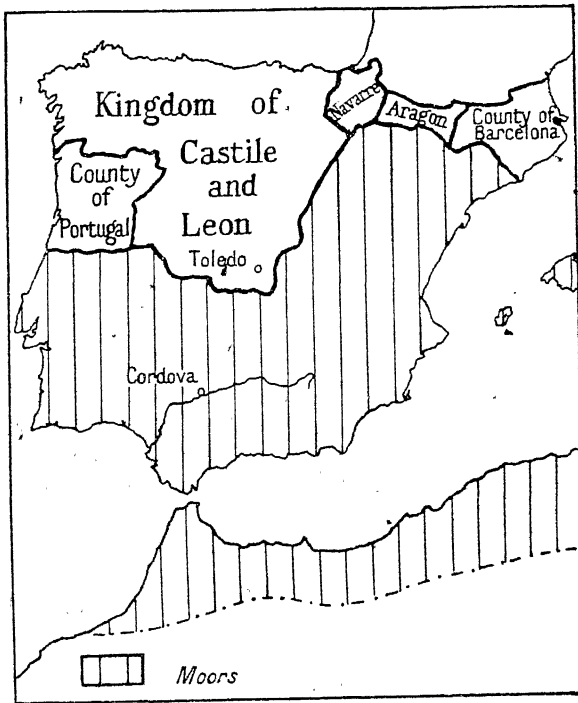 Kingdom of
Castile
and
Leon
Toledo
County
of
Portugal
Navarre
Aragon
County of
Barcelona
Cordova
Moors